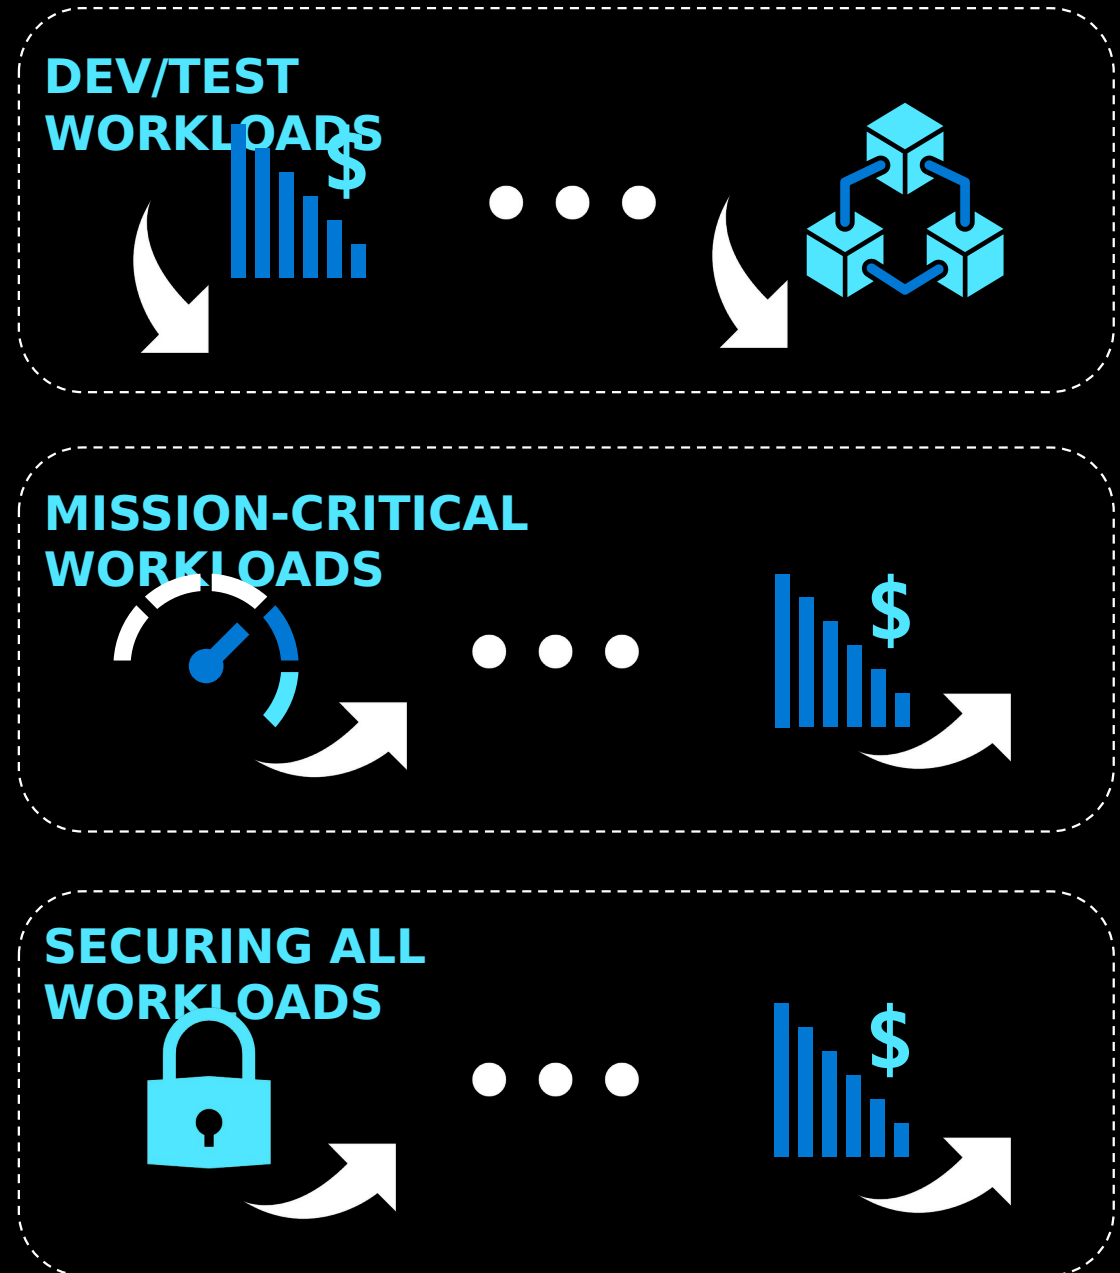 DEV/TEST
WORKLOADS
$
MISSION-CRITICAL
WORKLOADS
$
SECURING ALL
WORKLOADS
$